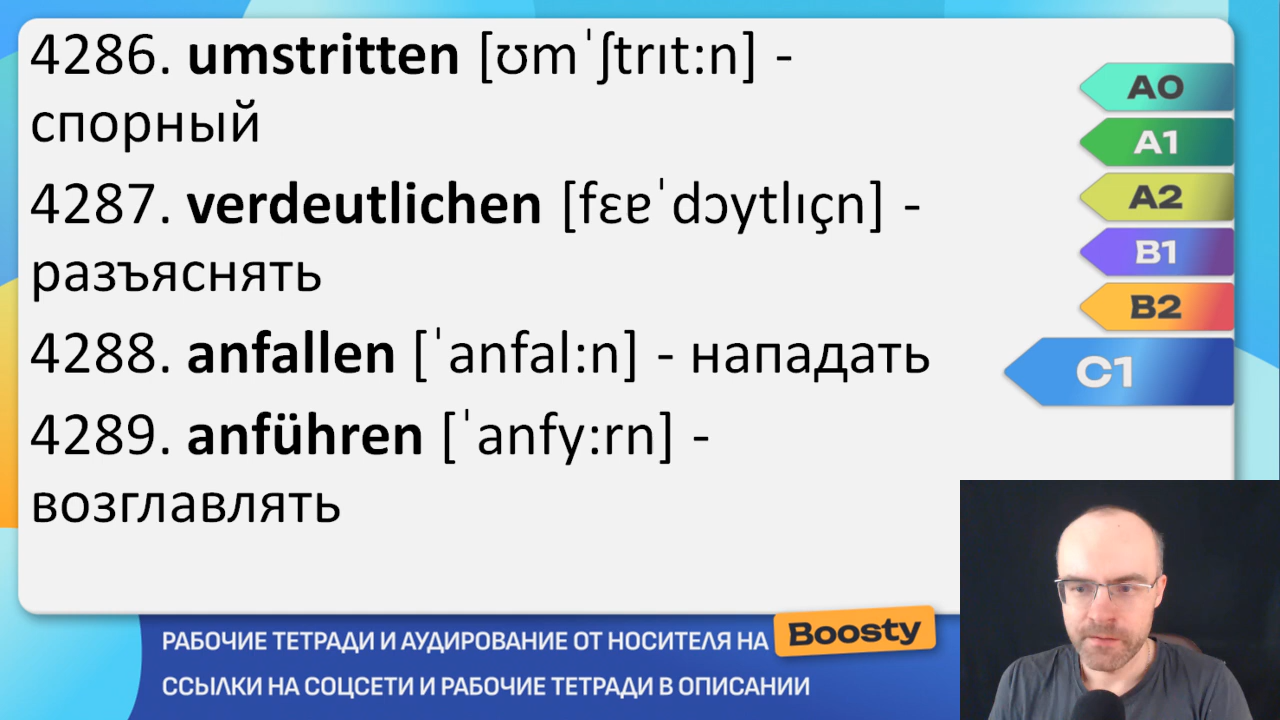 4286. umstritten [ʊmˈʃtrɪt:n] -
спорный
4287. verdeutlichen [fɛɐˈdɔytlıçn] -
разъяснять
4288. anfallen [ˈanfal:n] - нападать
4289. anführen [ˈanfy:rn] -
возглавлять
A0
A1
A2
B1
B2
C1
РАБОЧИЕ ТЕТРАДИ И АУДИРОВАНИЕ ОТ НОСИТЕЛЯ НА Boosty
ССЫЛКИ НА СОЦСЕТИ И РАБОЧИЕ ТЕТРАДИ В ОПИСАНИИ